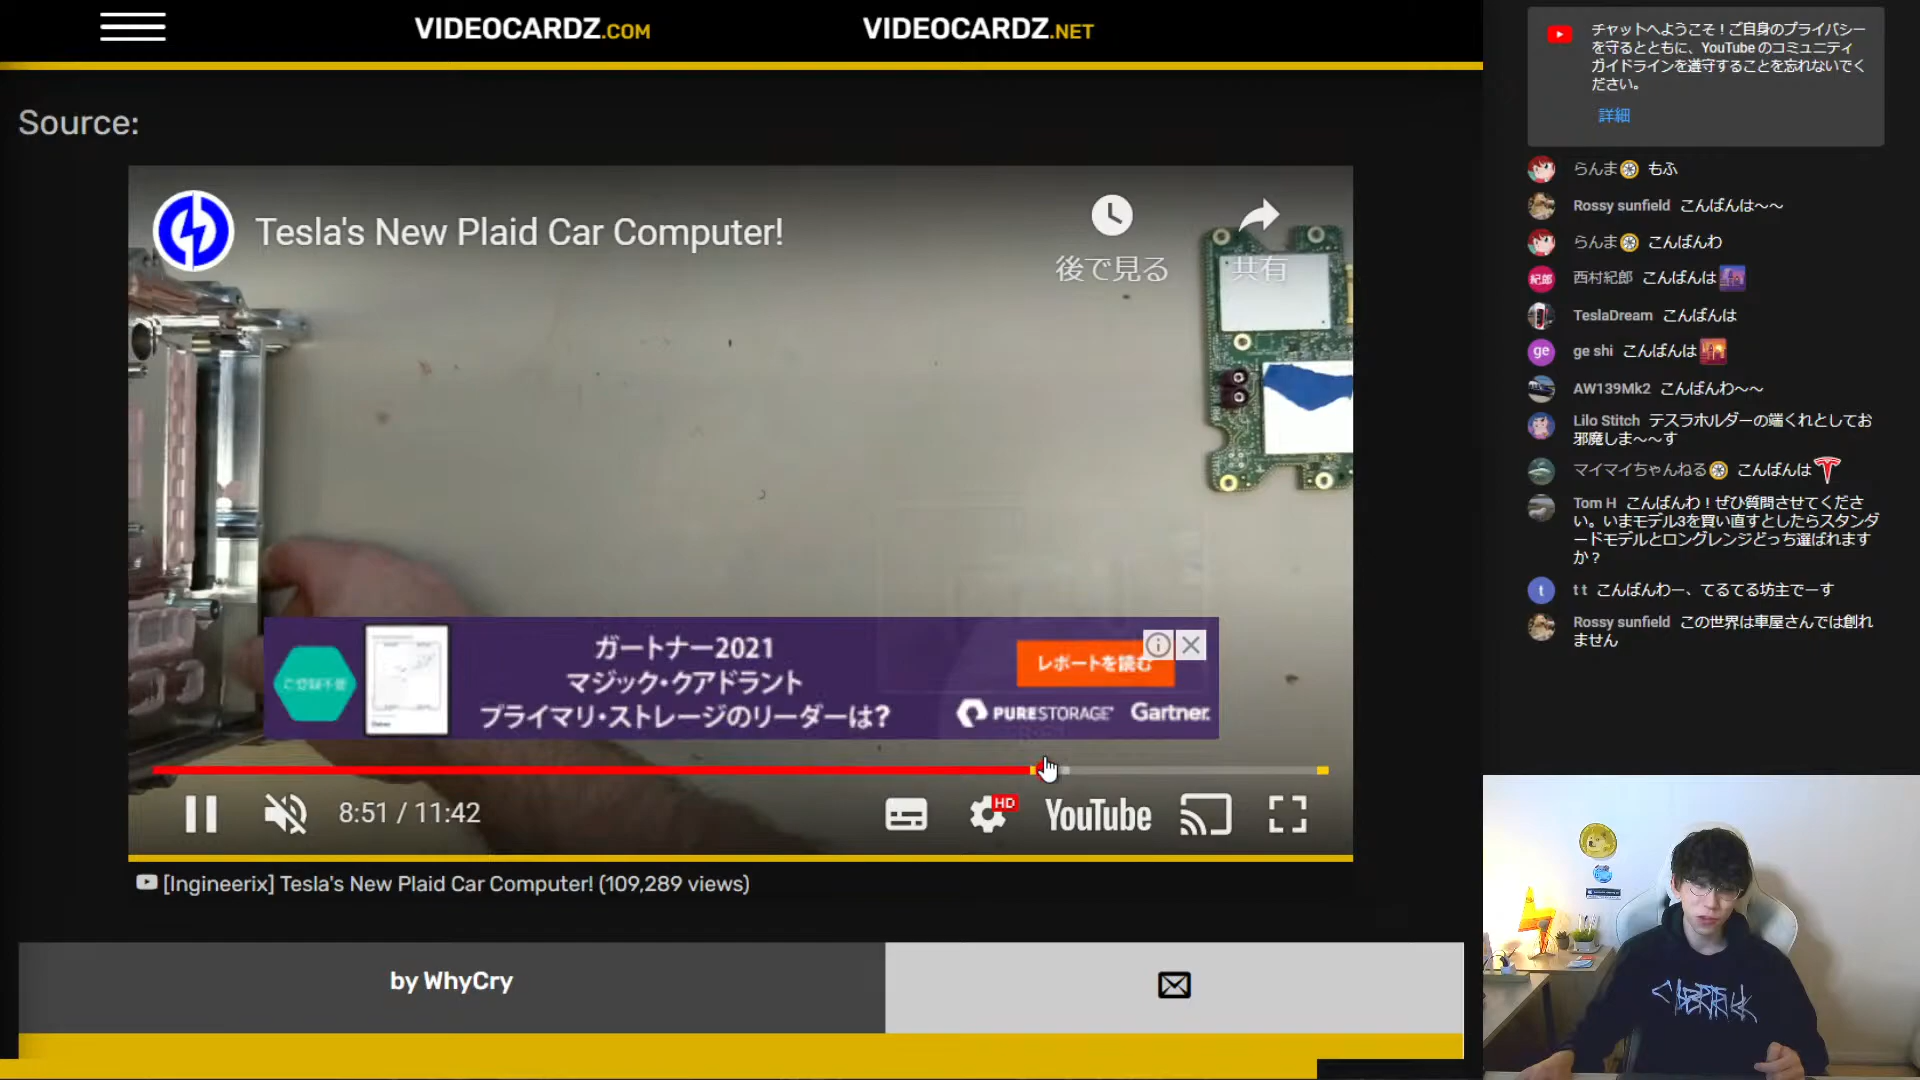 VIDEOCARDZ.COM
VIDEOCARDZ.NET
Source:
Tesla's New Plaid Car Computer!
後で見る
共有
ガートナー2021
マジック・クアドラント
プライマリ・ストレージのリーダーは?
レポートを読む
PURESTORAGE
Gartner
8:51 / 11:42
HD
YouTube
[Ingineerix] Tesla's New Plaid Car Computer! (109,289 views)
by WhyCry
チャットへようこそ!ご自身のプライバシー
を守るとともに、YouTube のコミュニティ
ガイドラインを遵守することを忘れないでく
ださい。
詳細
らんま もふ
Rossy sunfield こんばんは〜〜
らんま こんばんわ
紀郎 西村紀郎 こんばんは
TeslaDream こんばんは
ge ge shi こんばんは
AW139Mk2 こんばんわ〜〜
Lilo Stitch テスラホルダーの端くれとしてお
邪魔しま〜〜す
マイマイちゃんねる こんばんは
Tom H こんばんわ!ぜひ質問させてくださ
い。いまモデル3を買い直すとしたらスタンダ
ードモデルとロングレンジどっち選ばれます
か?
t t t こんばんわー、てるてる坊主でーす
Rossy sunfield この世界は車屋さんでは創れ
ません